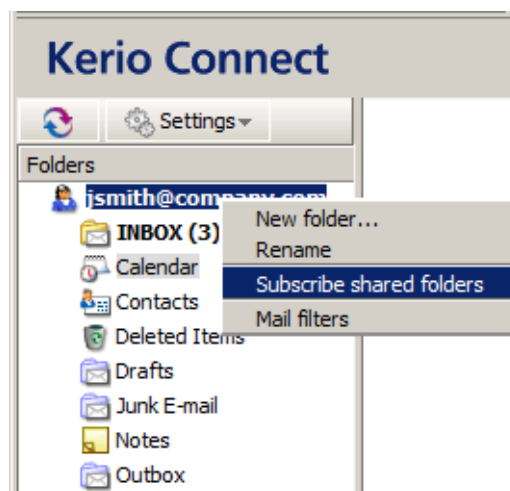 Kerio Connect
Settings
Folders
jsmith@company.com
INBOX (3)
New folder...
Rename
Calendar
Subscribe shared folders
Contacts
Mail filters
Deleted Items
Drafts
Junk E-mail
Notes
Outbox